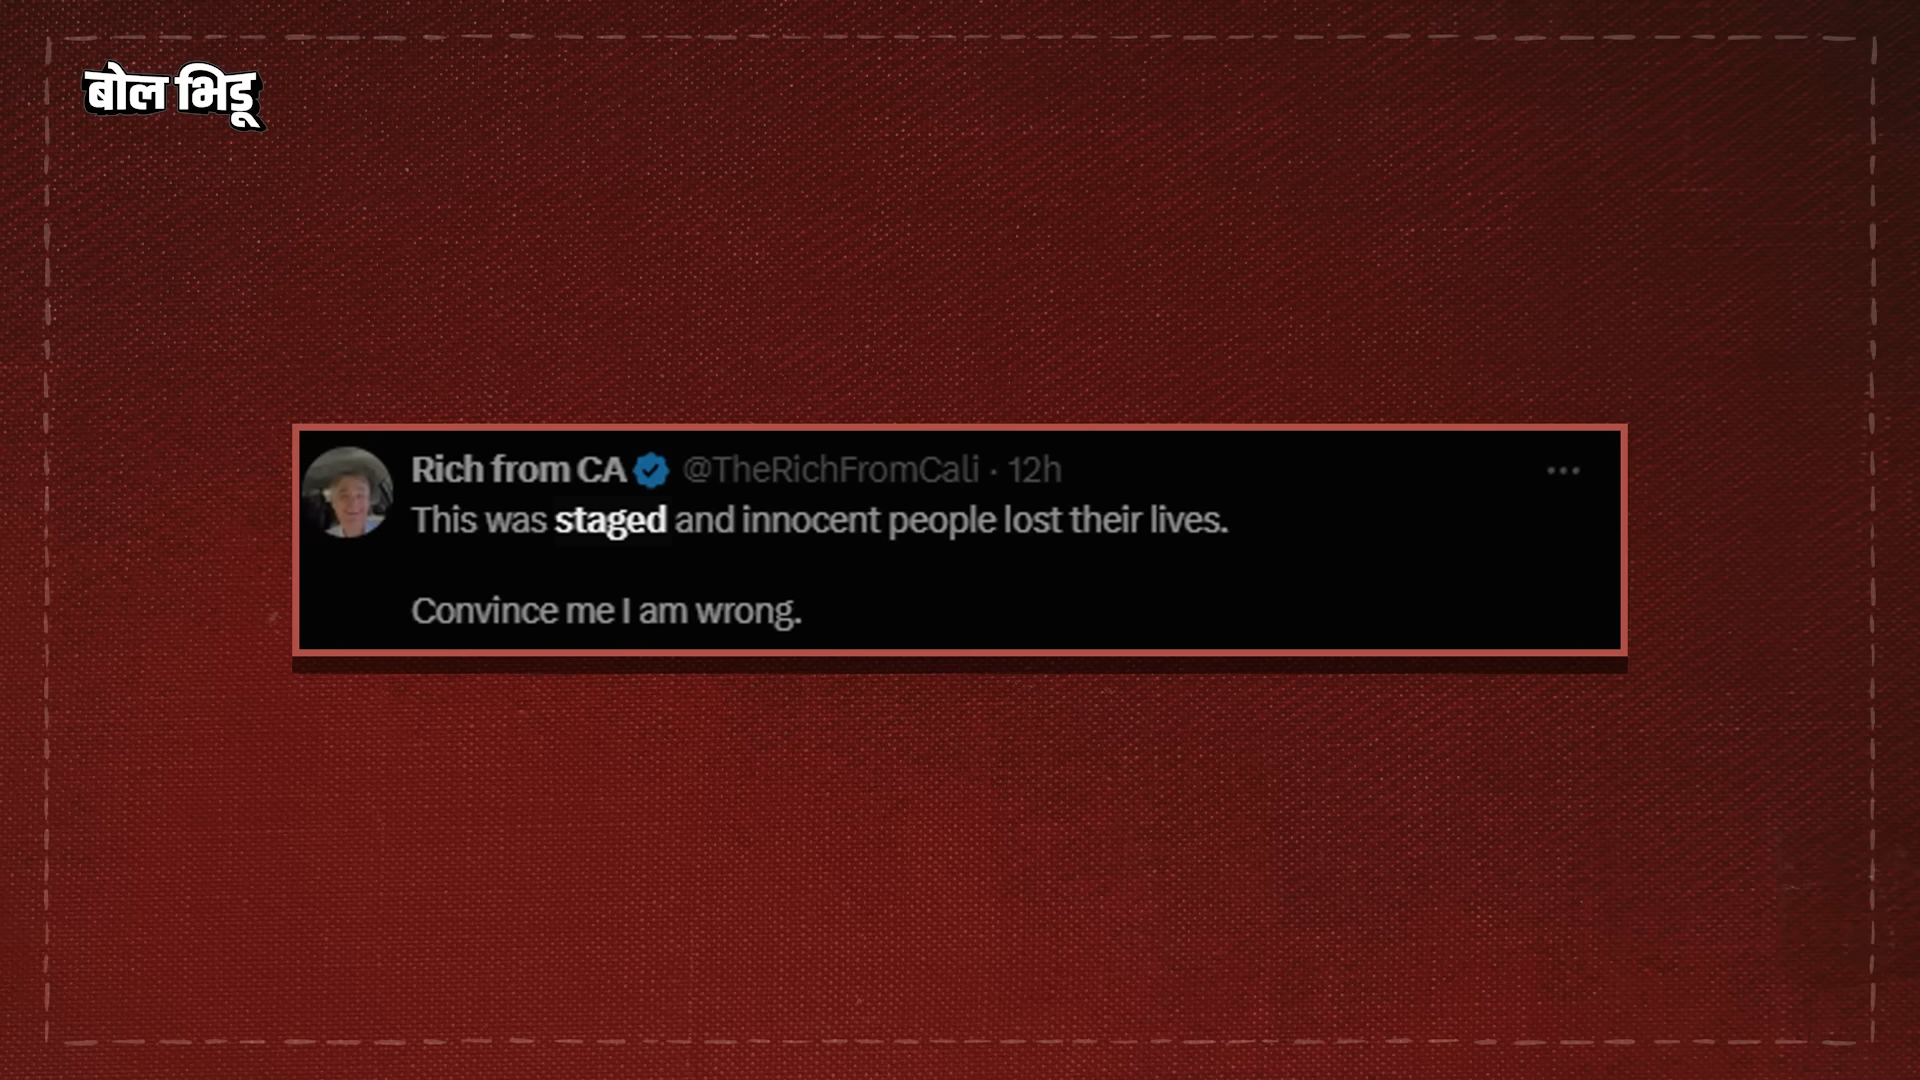 बोल भिडू
Rich from CA @TheRichFromCali · 12h
This was staged and innocent people lost their lives.
Convince me I am wrong.